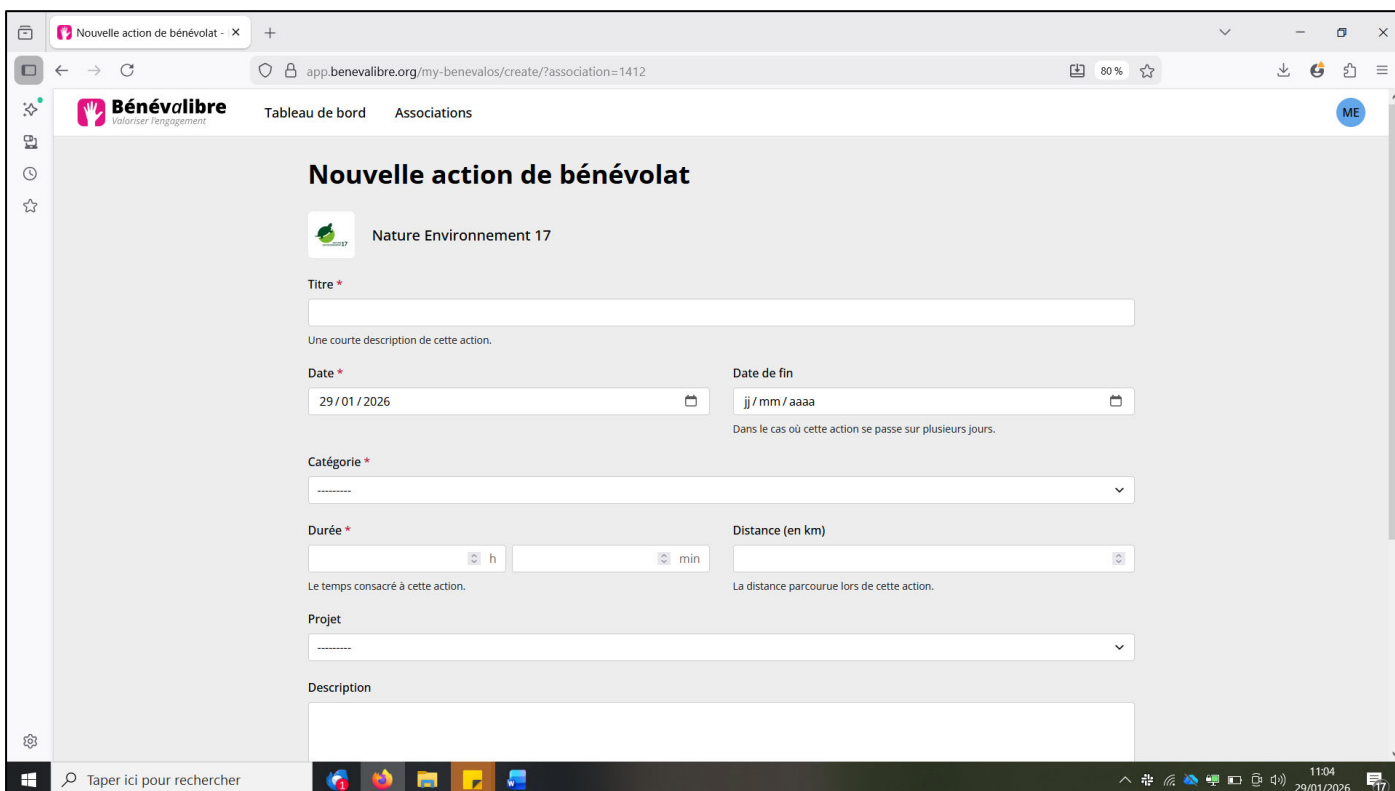 Nouvelle action de bénévolat -
app.benevalibre.org/my-benevalos/create/?association=1412
80 %
Bénévalibre
Valoriser l'engagement
Tableau de bord
Associations
ME
Nouvelle action de bénévolat
Nature Environnement 17
Titre *
Une courte description de cette action.
Date *
Date de fin
29/01/2026
jj/mm/aaaa
Dans le cas où cette action se passe sur plusieurs jours.
Catégorie *
---------
Durée *
Distance (en km)
h
min
Le temps consacré à cette action.
La distance parcourue lors de cette action.
Projet
---------
Description
Taper ici pour rechercher
11:04
29/01/2026